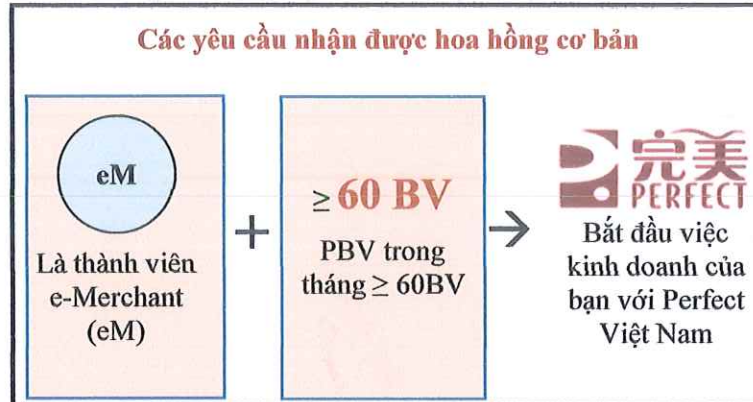 Các yêu cầu nhận được hoa hồng cơ bản
eM
Là thành viên
e-Merchant
(eM)
+
≥ 60 BV
PBV trong
tháng ≥ 60BV
→
完美
PERFECT
Bắt đầu việc
kinh doanh của
bạn với Perfect
Việt Nam